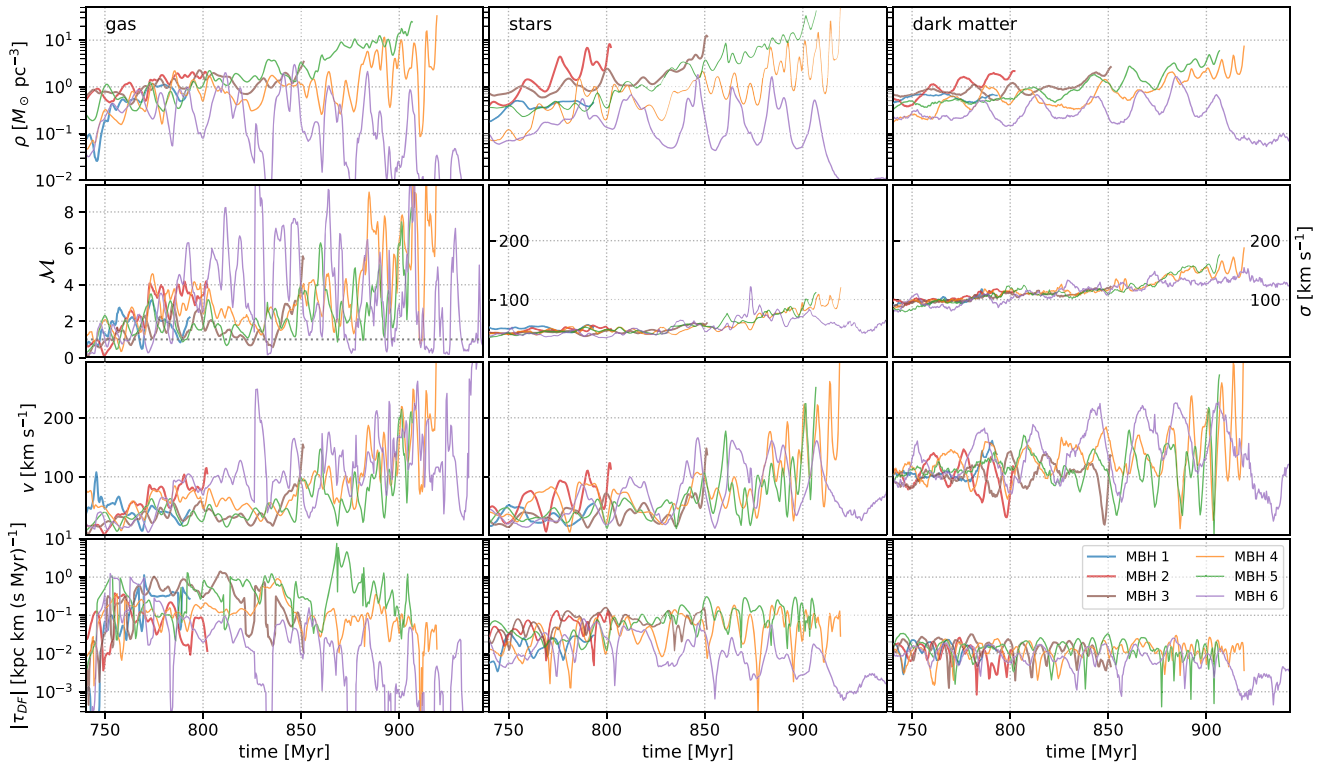 gas
stars
dark matter
ρ [M⊙ pc⁻³]
10¹
10⁰
10⁻¹
10⁻²
ℳ
8
6
4
2
0
200
100
200
100
σ [km s⁻¹]
v [km s⁻¹]
200
100
|τ_DF| [kpc km (s Myr)⁻¹]
10¹
10⁰
10⁻¹
10⁻²
10⁻³
MBH 1
MBH 2
MBH 3
MBH 4
MBH 5
MBH 6
750 800 850 900
750 800 850 900
750 800 850 900
time [Myr]
time [Myr]
time [Myr]